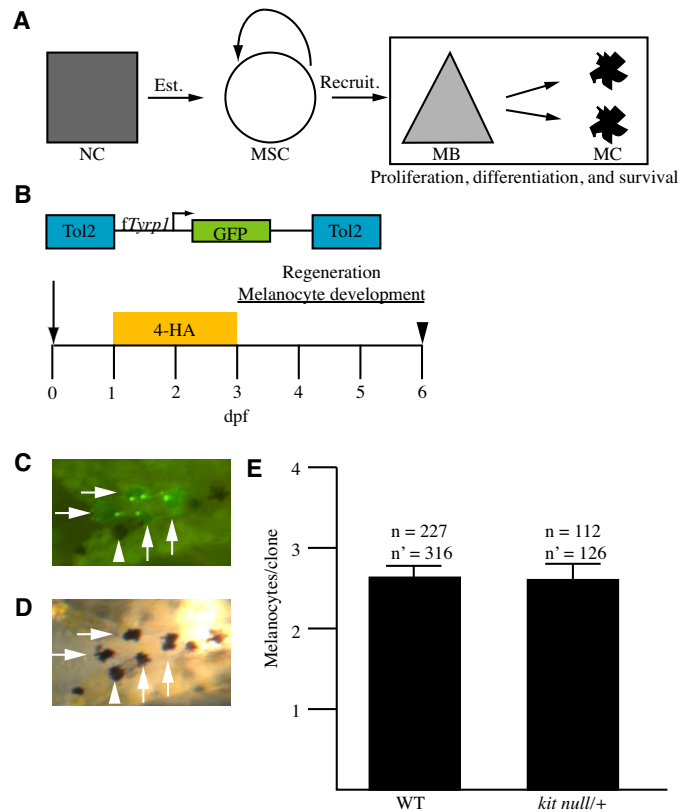 A
Est.
Recruit.
NC
MSC
MB
MC
Proliferation, differentiation, and survival
B
Tol2
fTyrp1
GFP
Tol2
Regeneration
Melanocyte development
4-HA
0 1 2 3 4 5 6
dpf
C
D
E
4
3
2
1
Melanocytes/clone
n = 227
n' = 316
n = 112
n' = 126
WT
kit null/+